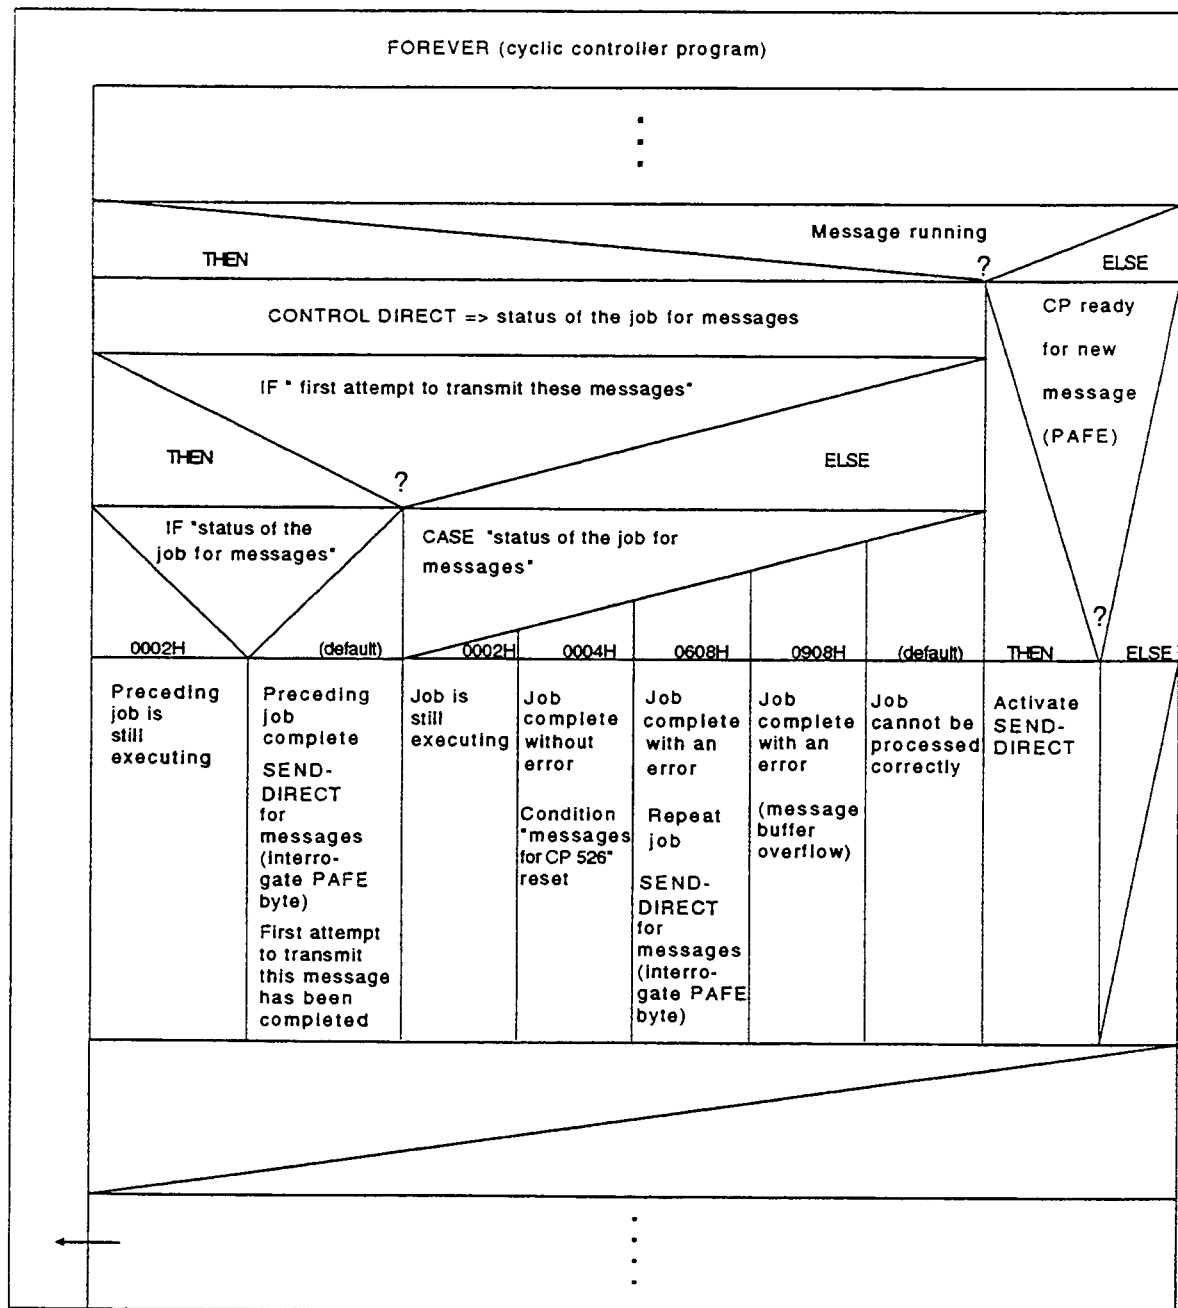 FOREVER (cyclic controller program)
Message running
THEN
?
ELSE
CONTROL DIRECT => status of the job for messages
CP ready
for new
message
(PAFE)
IF " first attempt to transmit these messages"
THEN
?
ELSE
IF "status of the
job for messages"
CASE "status of the job for
messages"
?
0002H
(default)
0002H
0004H
0608H
0908H
(default)
THEN
ELSE
Preceding
job is
still
executing
Preceding
job
complete
SEND-
DIRECT
for
messages
(interro-
gate PAFE
byte)
First attempt
to transmit
this message
has been
completed
Job is
still
executing
Job
complete
without
error
Condition
"messages
for CP 526"
reset
Job
complete
with an
error
Repeat
job
SEND-
DIRECT
for
messages
(interro-
gate PAFE
byte)
Job
complete
with an
error
(message
buffer
overflow)
Job
cannot be
processed
correctly
Activate
SEND-
DIRECT